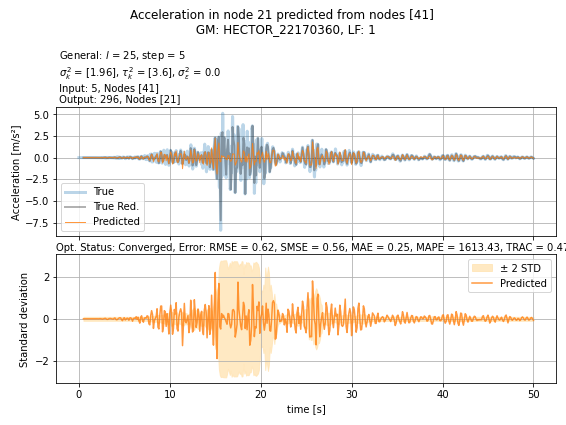 Acceleration in node 21 predicted from nodes [41]
GM: HECTOR_22170360, LF: 1
General: l = 25, step = 5
σ²ₖ = [1.96], τ²ₖ = [3.6], σ²ₑ = 0.0
Input: 5, Nodes [41]
Output: 296, Nodes [21]
Acceleration [m/s²]
5.0
2.5
0.0
−2.5
−5.0
−7.5
True
True Red.
Predicted
Opt. Status: Converged, Error: RMSE = 0.62, SMSE = 0.56, MAE = 0.25, MAPE = 1613.43, TRAC = 0.47
Standard deviation
2
0
−2
± 2 STD
Predicted
0 10 20 30 40 50
time [s]